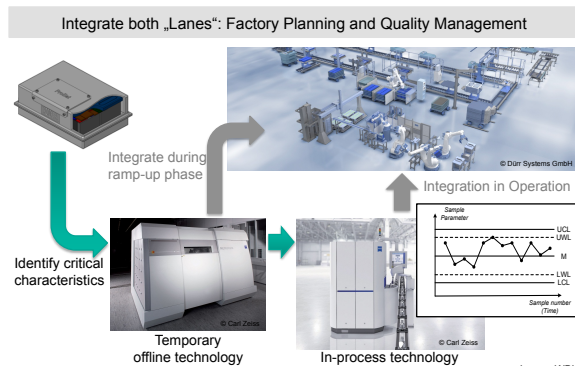 Integrate both „Lanes“: Factory Planning and Quality Management
© Dürr Systems GmbH
Integrate during
ramp-up phase
Integration in Operation
Sample
Parameter
UCL
UWL
M
LWL
LCL
Sample number
(Time)
Identify critical
characteristics
© Carl Zeiss
© Carl Zeiss
Temporary
offline technology
In-process technology